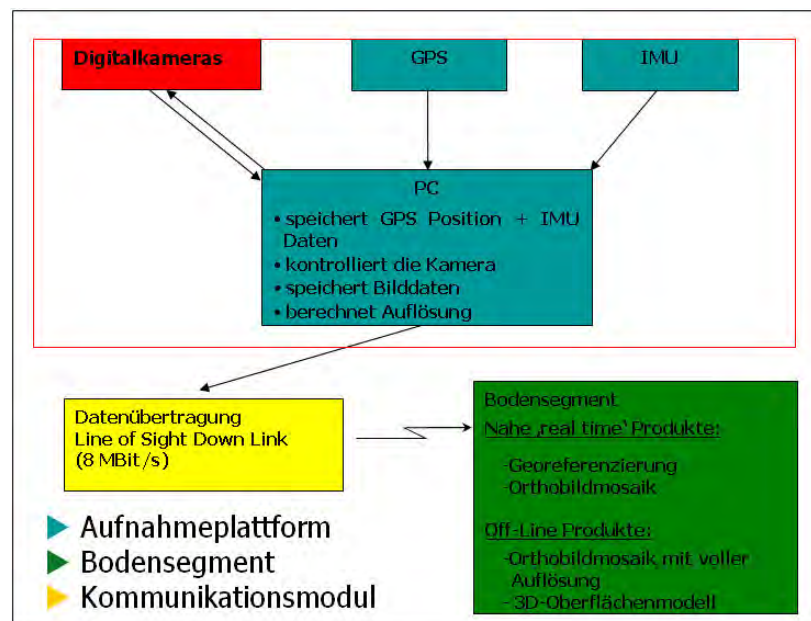 Digitalkameras
GPS
IMU
PC
• speichert GPS Position + IMU
Daten
• kontrolliert die Kamera
• speichert Bilddaten
• berechnet Auflösung
Datenübertragung
Line of Sight Down Link
(8 MBit/s)
Bodensegment
Nahe ‚real time' Produkte:
-Georeferenzierung
-Orthobildmosaik
Off-Line Produkte:
-Orthobildmosaik mit voller
Auflösung
- 3D-Oberflächenmodell
Aufnahmeplattform
Bodensegment
Kommunikationsmodul